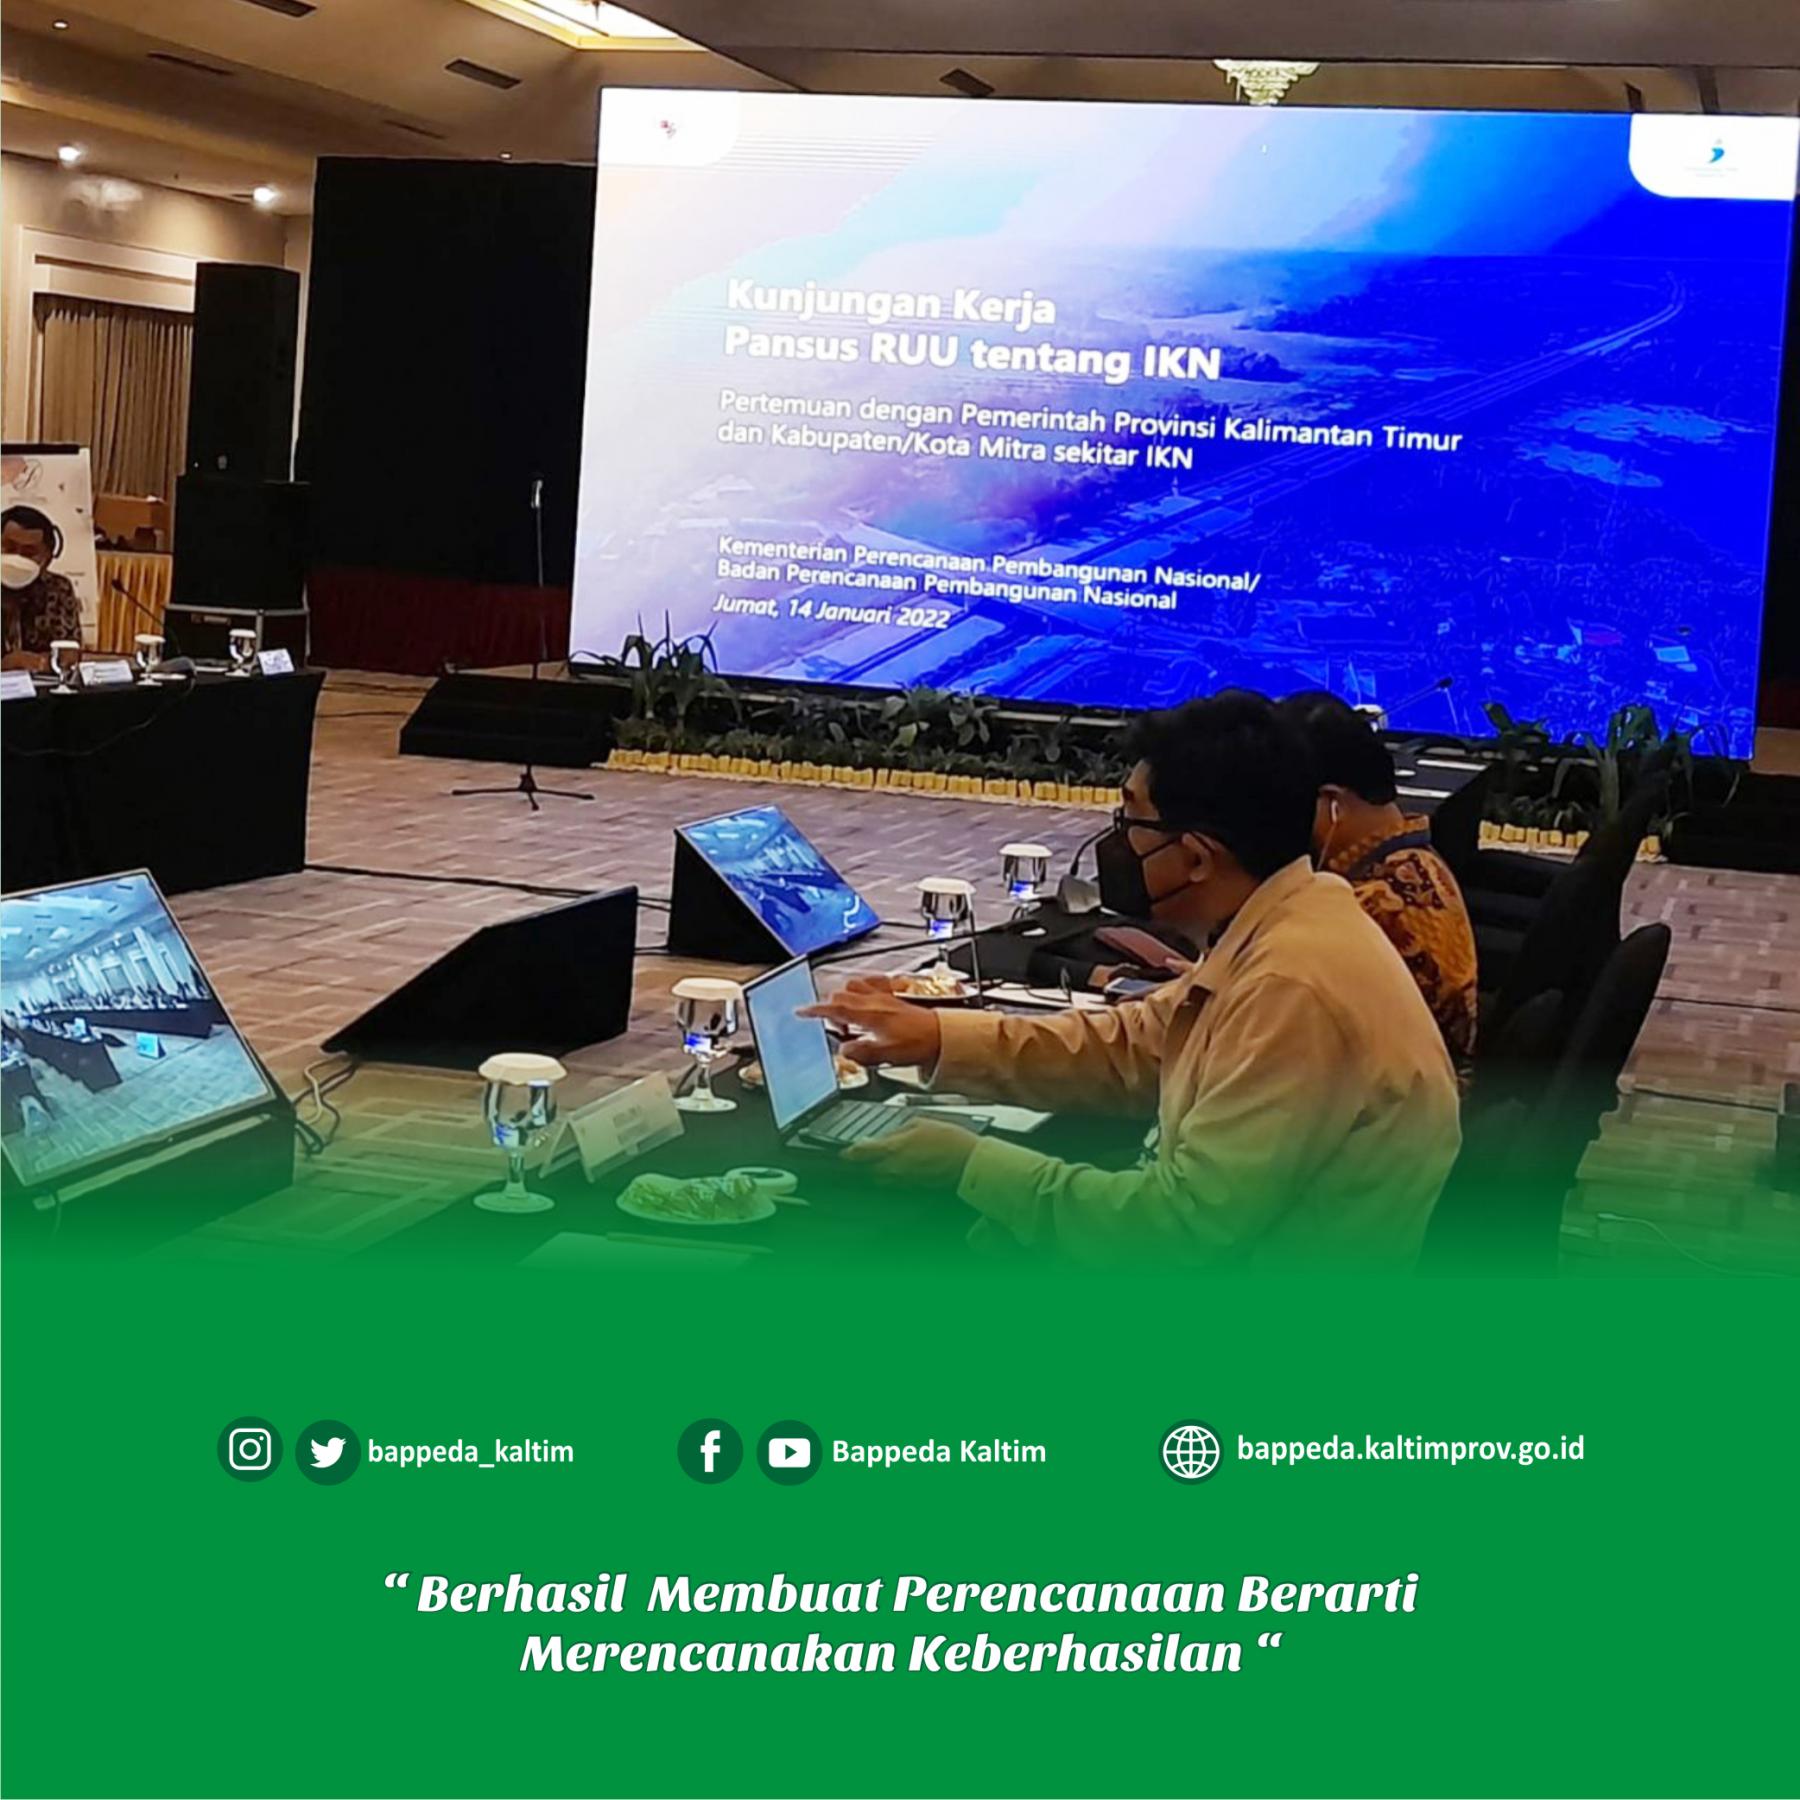 Kunjungan Kerja
Pansus RUU tentang IKN
Pertemuan dengan Pemerintah Provinsi Kalimantan Timur
dan Kabupaten/Kota Mitra sekitar IKN
Kementerian Perencanaan Pembangunan Nasional/
Badan Perencanaan Pembangunan Nasional
Jumat, 14 Januari 2022
bappeda_kaltim
Bappeda Kaltim
bappeda.kaltimprov.go.id
“ Berhasil Membuat Perencanaan Berarti
Merencanakan Keberhasilan “